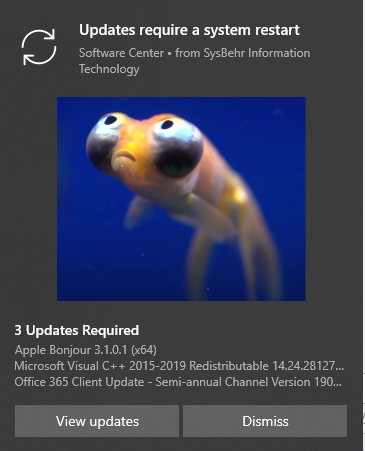 Updates require a system restart
Software Center • from SysBehr Information
Technology
3 Updates Required
Apple Bonjour 3.1.0.1 (x64)
Microsoft Visual C++ 2015-2019 Redistributable 14.24.28127...
Office 365 Client Update - Semi-annual Channel Version 190...
View updates
Dismiss